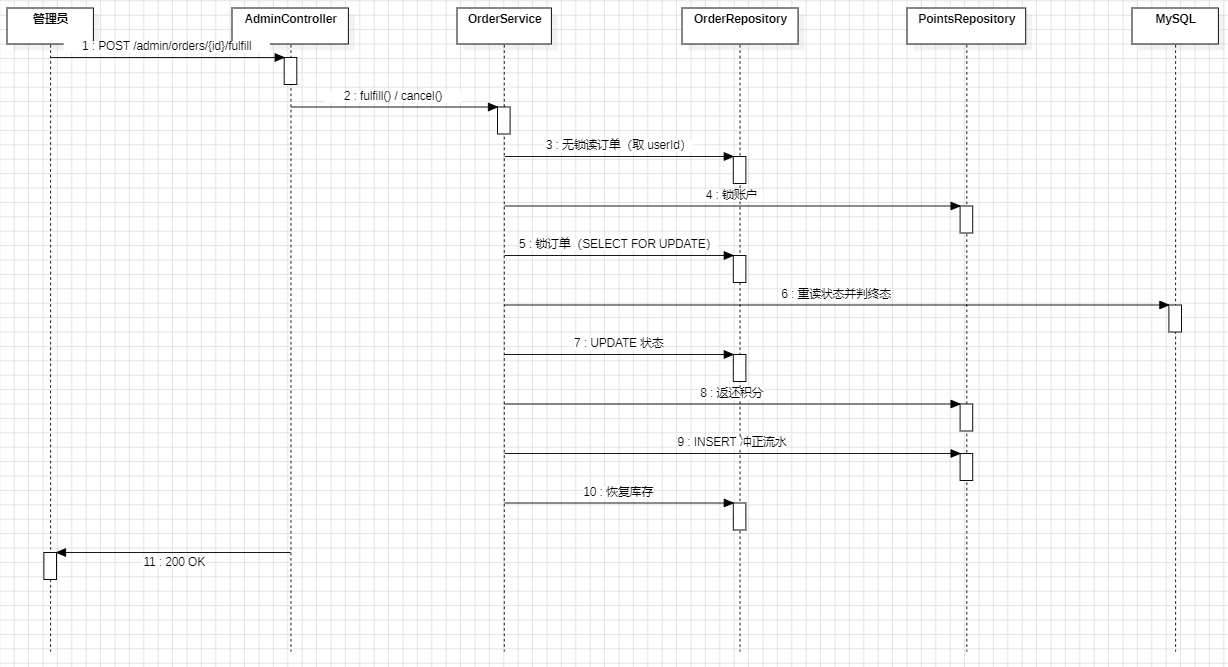 管理员
AdminController
OrderService
OrderRepository
PointsRepository
MySQL
1 : POST /admin/orders/{id}/fulfill
2 : fulfill() / cancel()
3 : 无锁读订单（取 userId）
4 : 锁账户
5 : 锁订单（SELECT FOR UPDATE）
6 : 重读状态并判终态
7 : UPDATE 状态
8 : 返还积分
9 : INSERT 冲正流水
10 : 恢复库存
11 : 200 OK